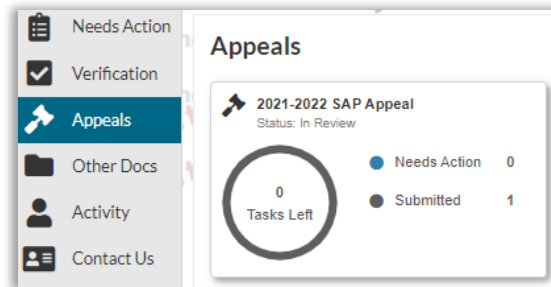 Needs Action
Verification
Appeals
Other Docs
Activity
Contact Us
Appeals
2021-2022 SAP Appeal
Status: In Review
0
Tasks Left
Needs Action 0
Submitted 1